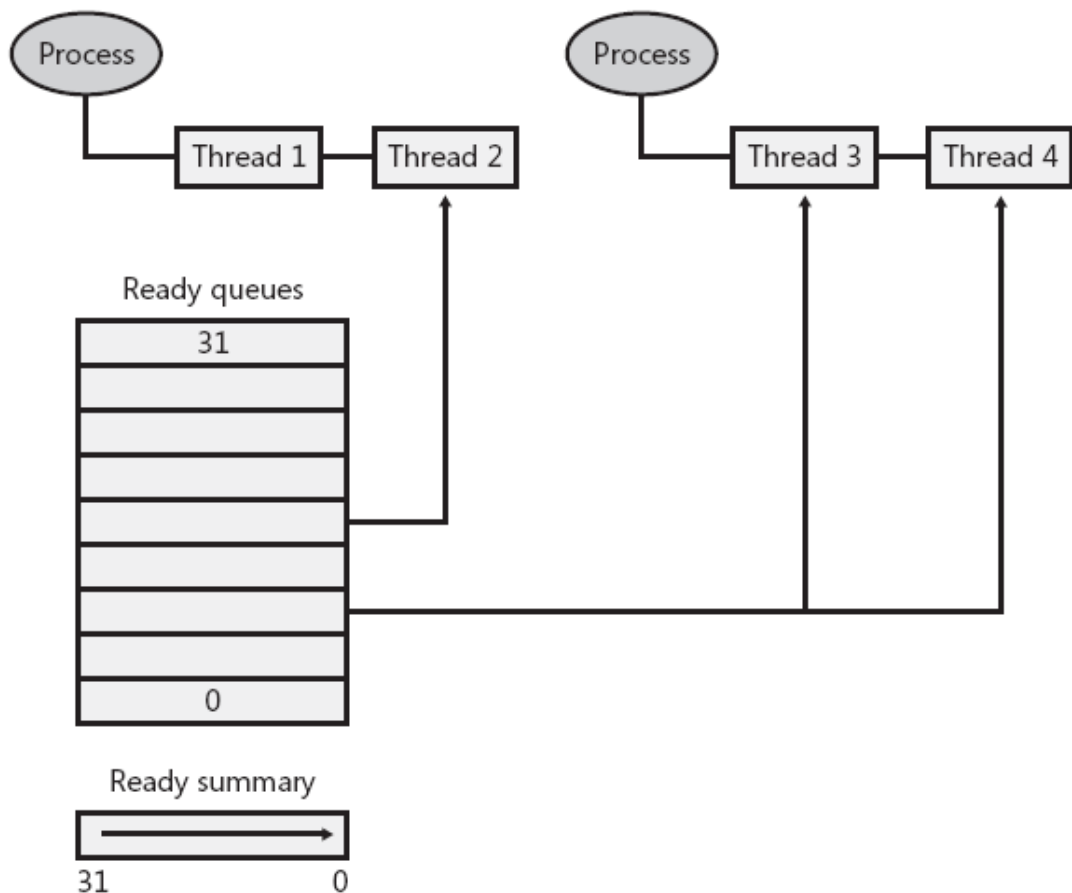 Process
Process
Thread 1
Thread 2
Thread 3
Thread 4
Ready queues
31
0
Ready summary
31
0